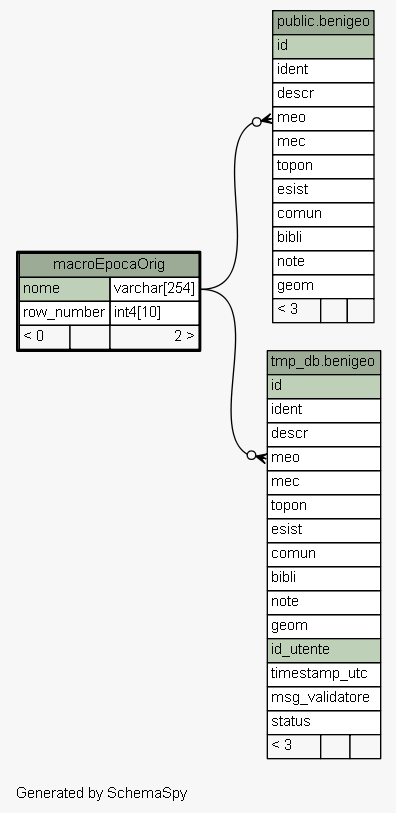 macroEpocaOrig
nome varchar[254]
row_number int4[10]
< 0 2 >
public.benigeo
id
ident
descr
meo
mec
topon
esist
comun
bibli
note
geom
< 3
tmp_db.benigeo
id
ident
descr
meo
mec
topon
esist
comun
bibli
note
geom
id_utente
timestamp_utc
msg_validatore
status
< 3
Generated by SchemaSpy